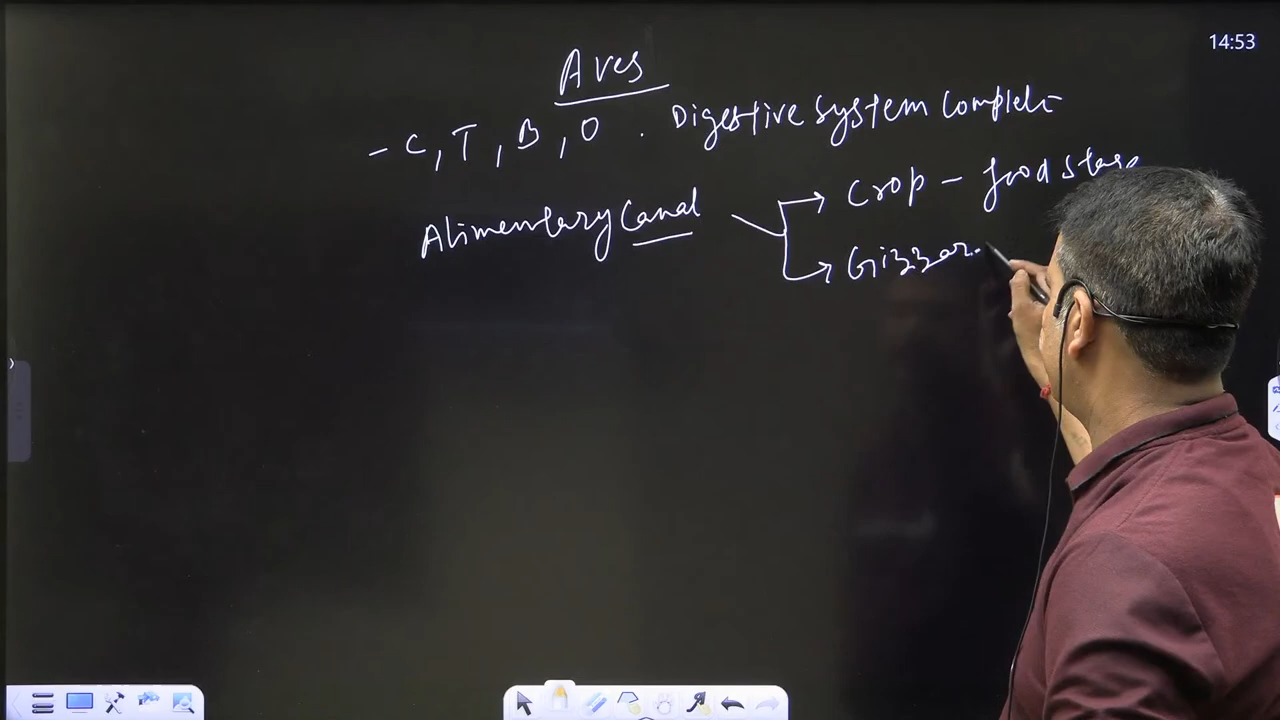 14:53
Aves
- C, T, B, O . Digestive System Complete
Alimentary Canal
→ Crop - food
→ Gizzar